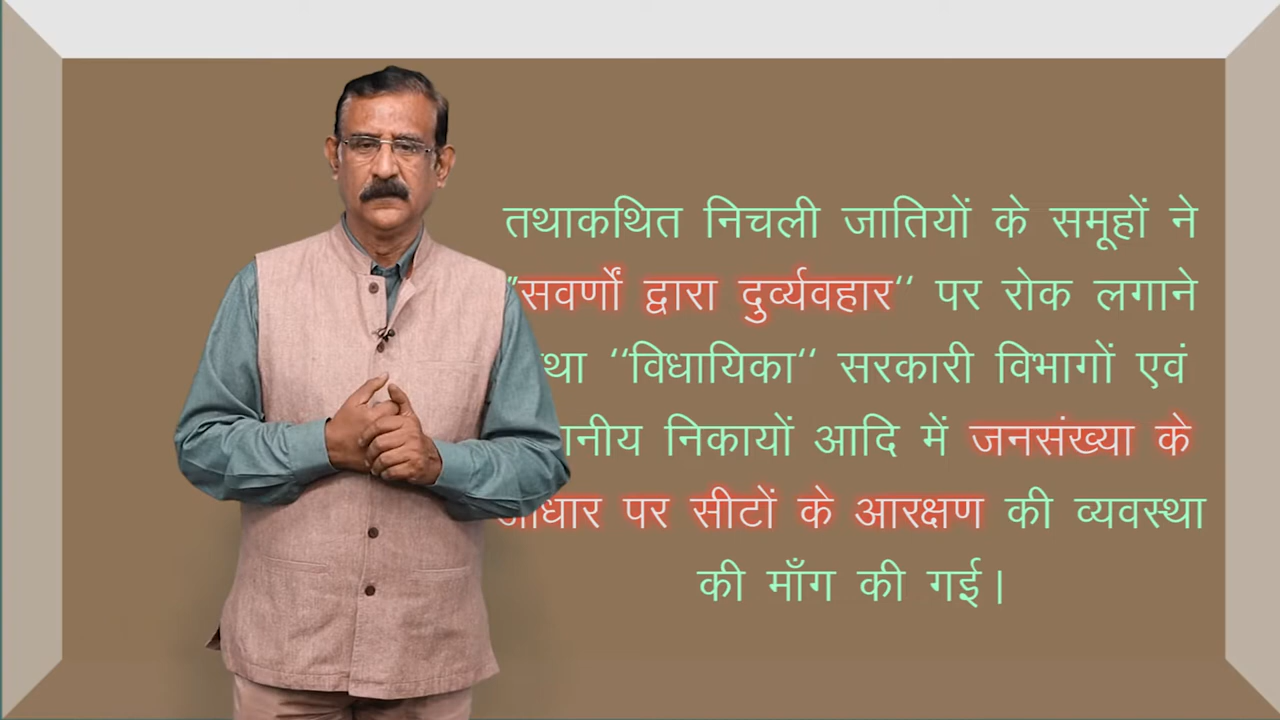 तथाकथित निचली जातियों के समूहों ने
"सवर्णों द्वारा दुर्व्यवहार‘‘ पर रोक लगाने
‘‘विधायिका‘‘ सरकारी विभागों एवं
निकायों आदि में जनसंख्या के
पर सीटों के आरक्षण की व्यवस्था
की माँग की गई।